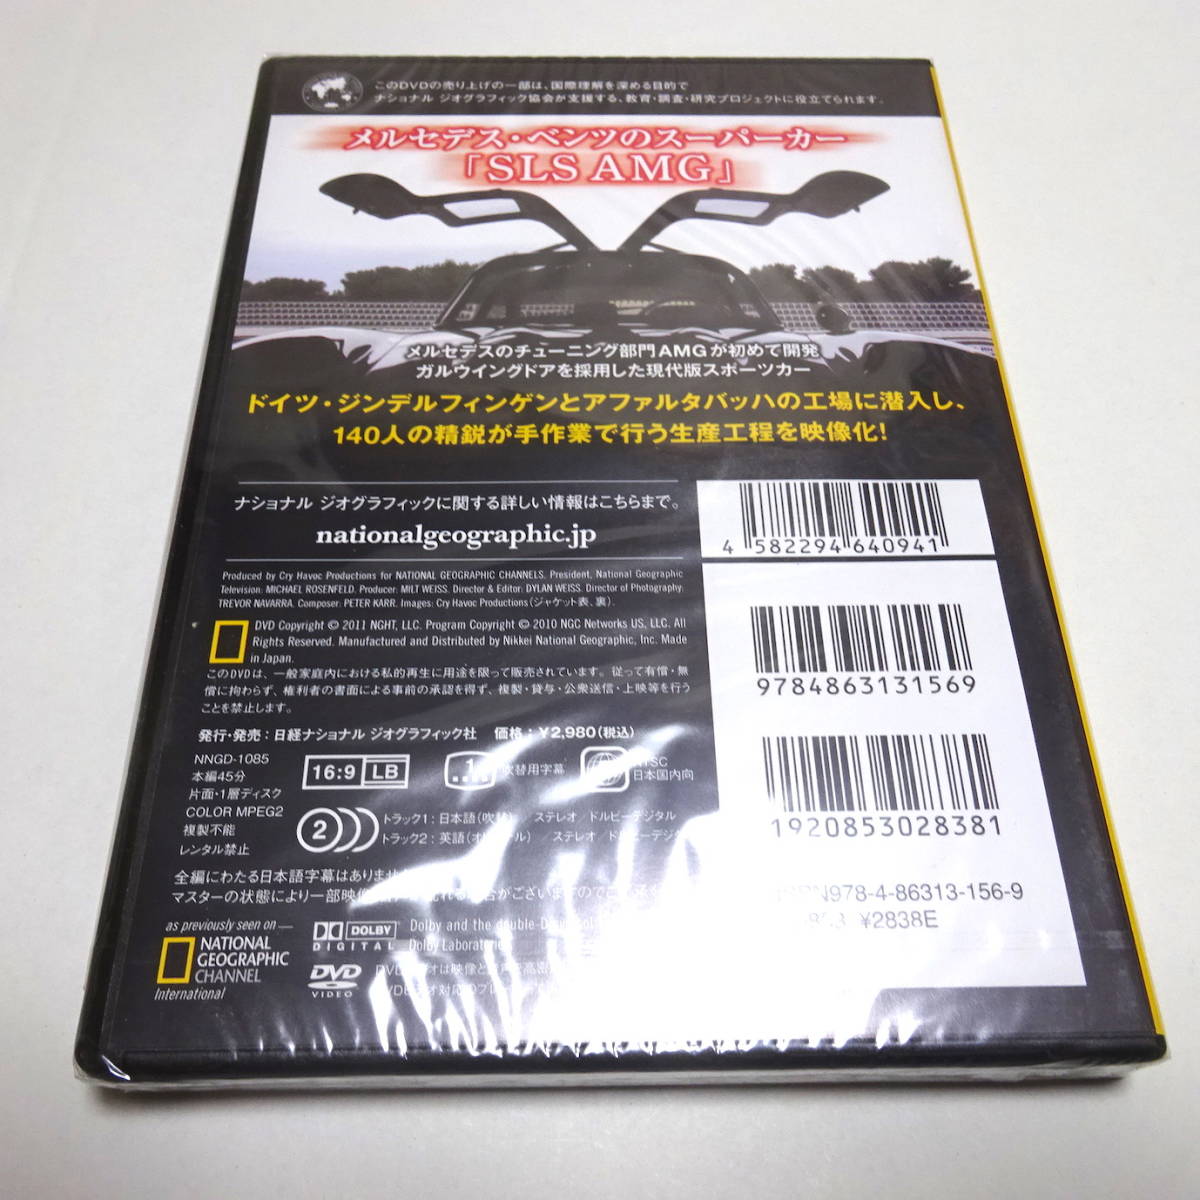 このDVDの売り上げの一部は、国際理解を深める目的で
ナショナル ジオグラフィック協会が支援する、教育・調査・研究プロジェクトに役立てられます。
メルセデス・ベンツのスーパーカー
「SLS AMG」
メルセデスのチューニング部門AMGが初めて開発
ガルウイングドアを採用した現代版スポーツカー
ドイツ・ジンデルフィンゲンとアファルタバッハの工場に潜入し、
140人の精鋭が手作業で行う生産工程を映像化!
ナショナル ジオグラフィックに関する詳しい情報はこちらまで。
nationalgeographic.jp
4 582294 640941
Produced by Cry Havoc Productions for NATIONAL GEOGRAPHIC CHANNELS. President, National Geographic
Television: MICHAEL ROSENFELD. Producer: MILT WEISS. Director & Editor: DYLAN WEISS. Director of Photography:
TREVOR NAVARRA. Composer: PETER KARR. Images: Cry Havoc Productions (ジャケット表、裏).
DVD Copyright © 2011 NGHT, LLC. Program Copyright © 2010 NGC Networks US, LLC. All
Rights Reserved. Manufactured and Distributed by Nikkei National Geographic, Inc. Made
in Japan.
このDVDは、一般家庭内における私的再生に用途を限って販売されています。従って有償・無
償に拘わらず、権利者の書面による事前の承認を得ず、複製・貸与・公衆送信・上映等を行う
ことを禁止します。
9784863131569
発行・発売:日経ナショナル ジオグラフィック社 価格:¥2,980(税込)
NNGD-1085
本編45分
片面・1層ディスク
COLOR MPEG2
複製不能
レンタル禁止
16:9 LB
1
吹替用字幕
NTSC
日本国内向
2
トラック1:日本語(吹替) ステレオ/ドルビーデジタル
トラック2:英語(オリジナル) ステレオ/ドルビーデジタル
1920853028381
全編にわたる日本語字幕はありません
マスターの状態により一部映像
ISBN978-4-86313-156-9
¥2838E
as previously seen on
NATIONAL
GEOGRAPHIC
CHANNEL
International
DOLBY
DIGITAL
Dolby and the double-D
Dolby Laboratories
DVD
VIDEO